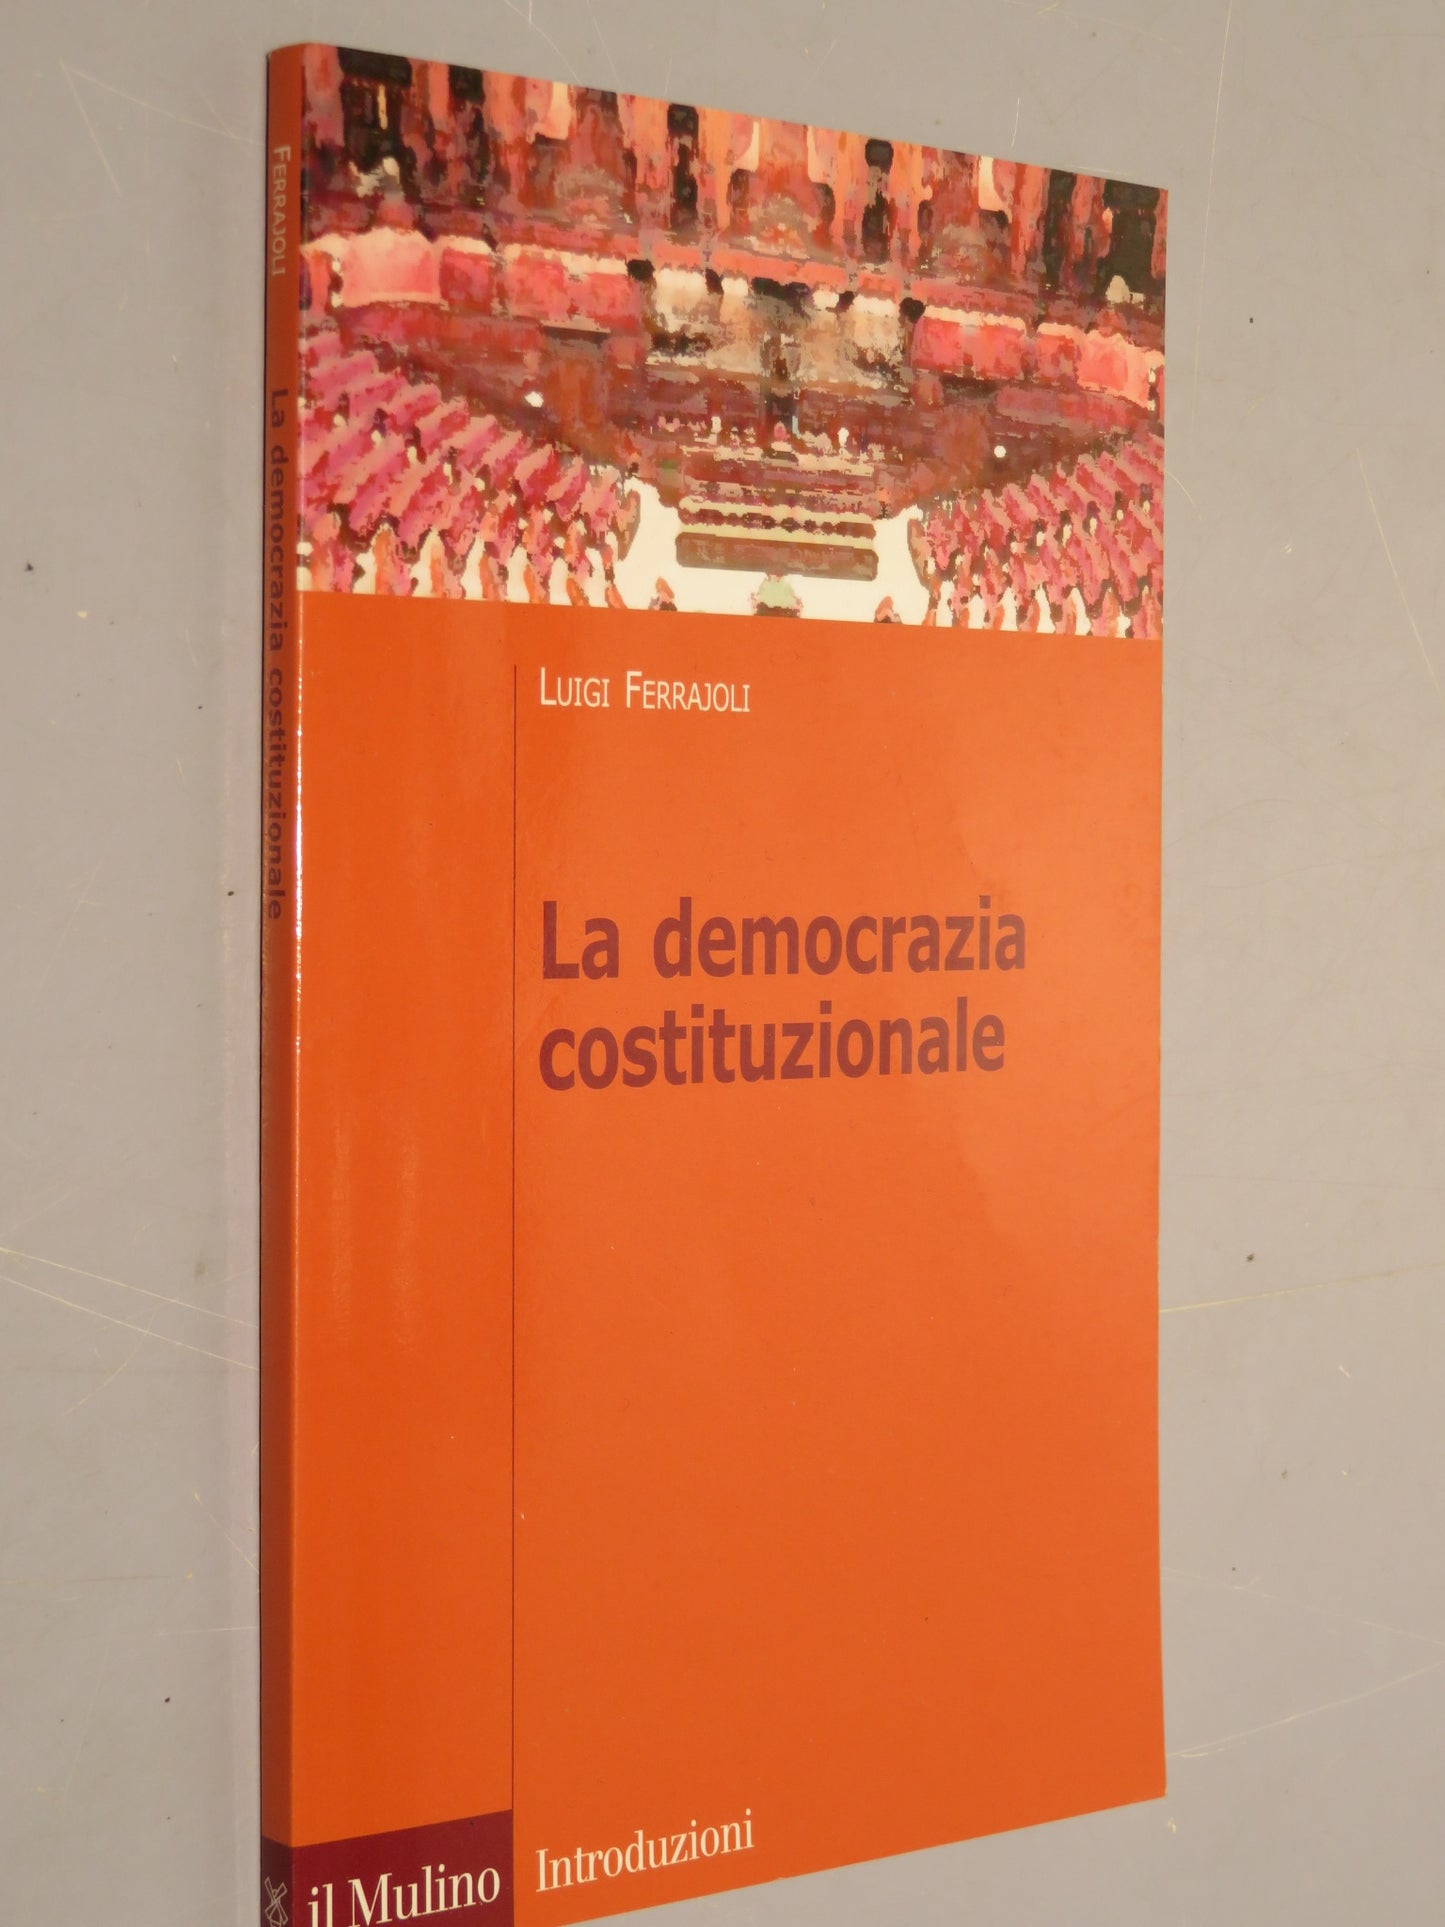 FERRAJOLI
La democrazia costituzionale
LUIGI FERRAJOLI
La democrazia
costituzionale
il Mulino
Introduzioni